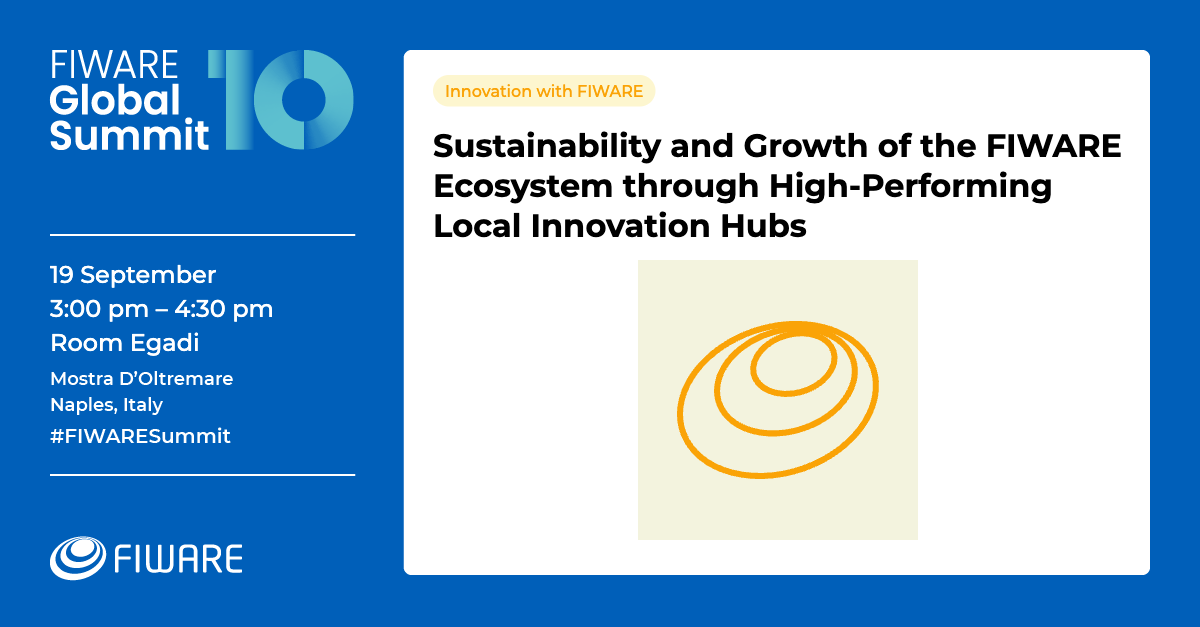 FIWARE
Global
Summit
10
19 September
3:00 pm – 4:30 pm
Room Egadi
Mostra D’Oltremare
Naples, Italy
#FIWARESummit
FIWARE
Innovation with FIWARE
Sustainability and Growth of the FIWARE
Ecosystem through High-Performing
Local Innovation Hubs